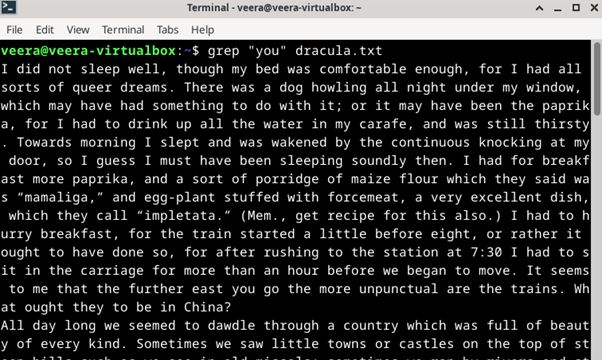 Terminal - veera@veera-virtualbox: ~
File Edit View Terminal Tabs Help
veera@veera-virtualbox:~$ grep "you" dracula.txt
I did not sleep well, though my bed was comfortable enough, for I had all
sorts of queer dreams. There was a dog howling all night under my window,
which may have had something to do with it; or it may have been the paprik
a, for I had to drink up all the water in my carafe, and was still thirsty
. Towards morning I slept and was wakened by the continuous knocking at my
door, so I guess I must have been sleeping soundly then. I had for breakf
ast more paprika, and a sort of porridge of maize flour which they said wa
s “mamaliga,” and egg-plant stuffed with forcemeat, a very excellent dish,
which they call “impletata.” (Mem., get recipe for this also.) I had to h
urry breakfast, for the train started a little before eight, or rather it
ought to have done so, for after rushing to the station at 7:30 I had to s
it in the carriage for more than an hour before we began to move. It seems
to me that the further east you go the more unpunctual are the trains. Wh
at ought they to be in China?
All day long we seemed to dawdle through a country which was full of beaut
y of every kind. Sometimes we saw little towns or castles on the top of st